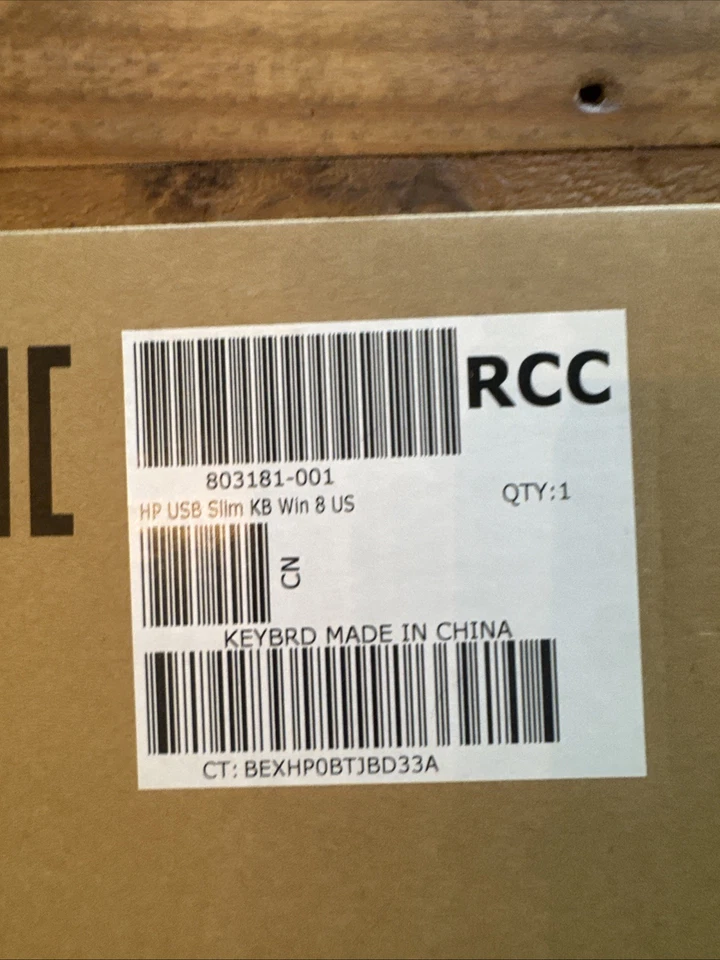 RCC
803181-001
QTY:1
HP USB Slim KB Win 8 US
CN
KEYBRD MADE IN CHINA
CT: BEXHP0BTJBD33A